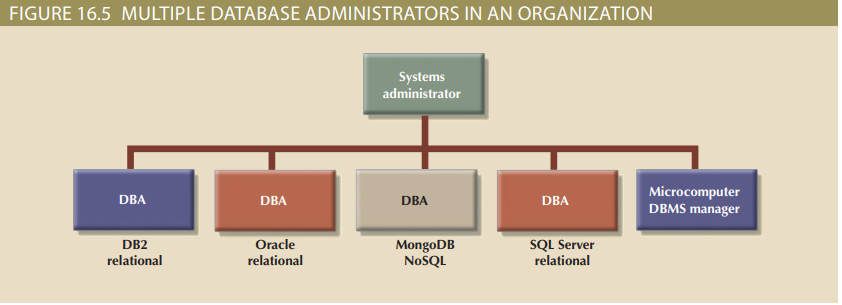 FIGURE 16.5 MULTIPLE DATABASE ADMINISTRATORS IN AN ORGANIZATION
Systems
administrator
DBA
DBA
DBA
DBA
Microcomputer
DBMS manager
DB2
relational
Oracle
relational
MongoDB
NoSQL
SQL Server
relational